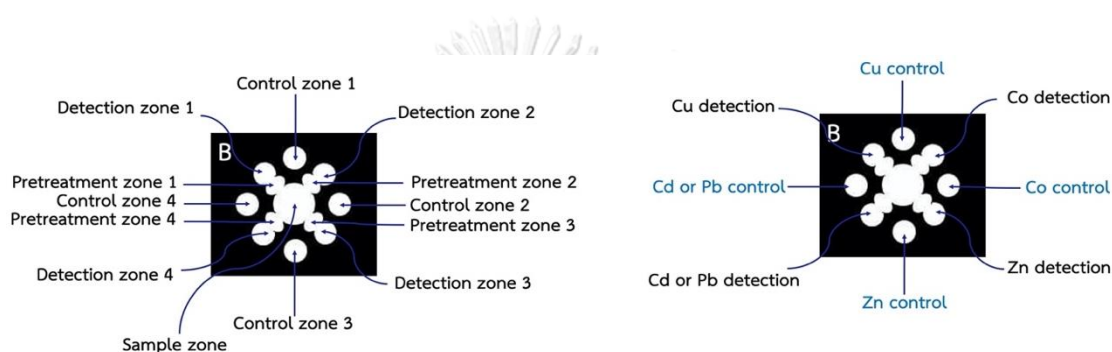 Control zone 1
Detection zone 1
Detection zone 2
B
Pretreatment zone 1
Pretreatment zone 2
Control zone 4
Control zone 2
Pretreatment zone 4
Pretreatment zone 3
Detection zone 4
Detection zone 3
Control zone 3
Sample zone
Cu control
Cu detection
Co detection
B
Cd or Pb control
Co control
Cd or Pb detection
Zn detection
Zn control